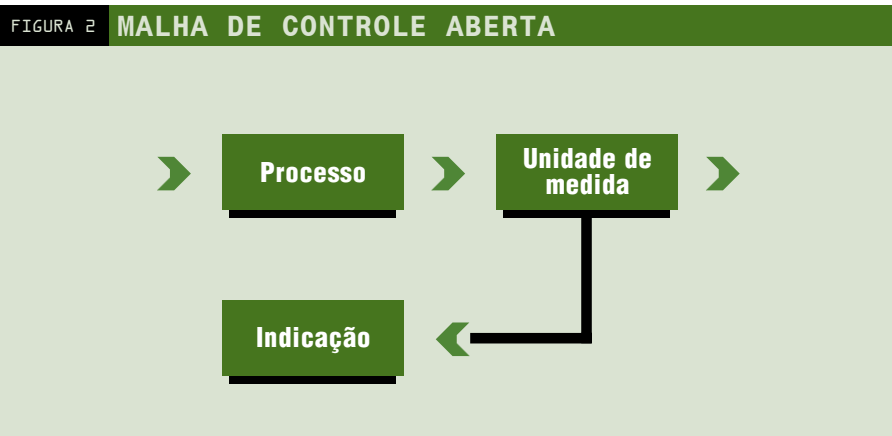 FIGURA 2 MALHA DE CONTROLE ABERTA
Processo
Unidade de
medida
Indicação